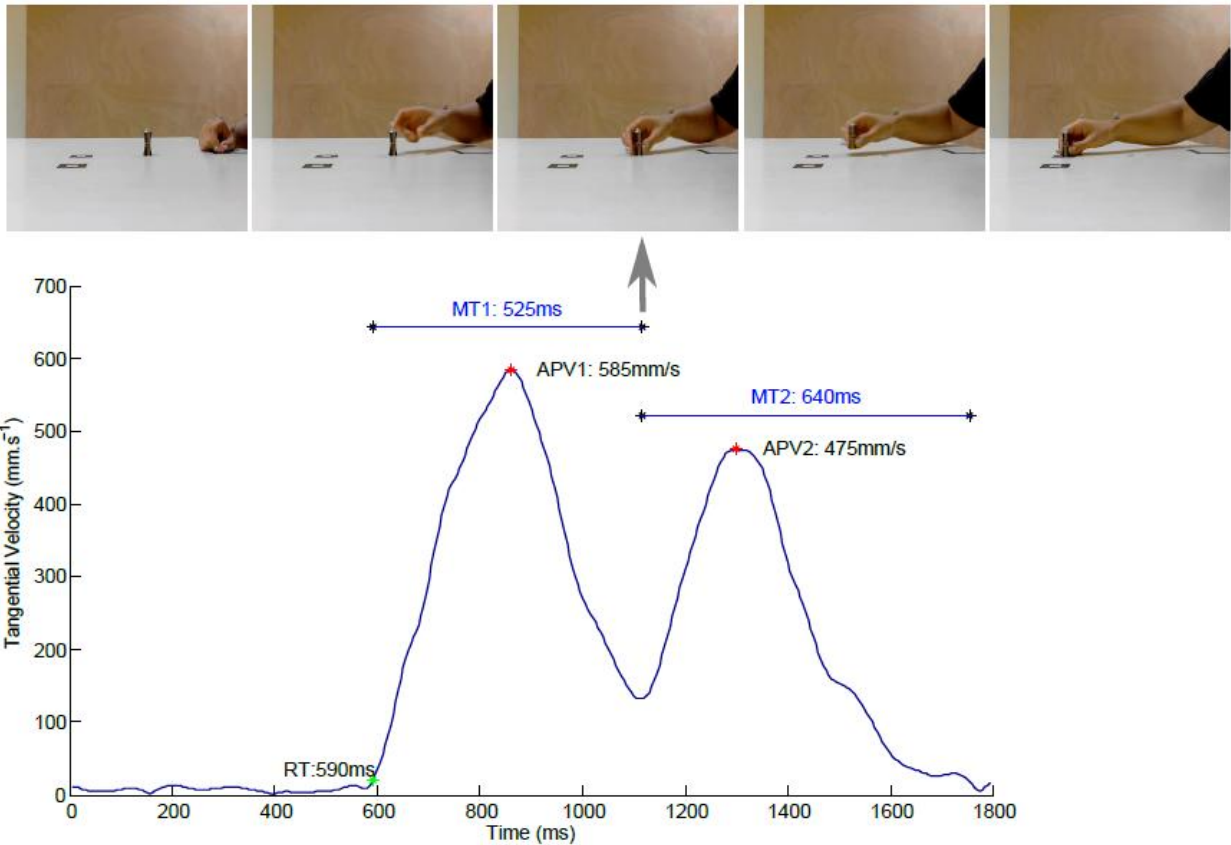 700
MT1: 525ms
600
APV1: 585mm/s
MT2: 640ms
500
APV2: 475mm/s
400
300
200
100
RT:590ms
0
0 200 400 600 800 1000 1200 1400 1600 1800
Time (ms)
Tangential Velocity (mm.s⁻¹)